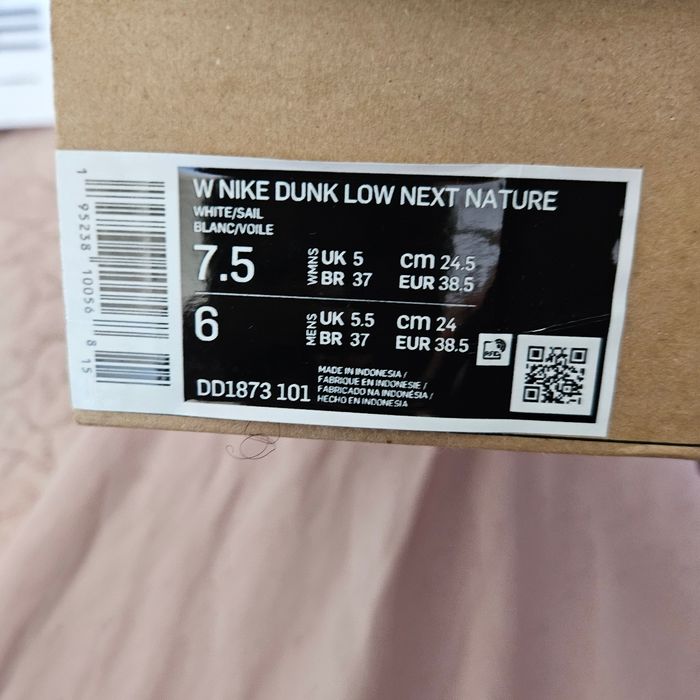 W NIKE DUNK LOW NEXT NATURE
WHITE/SAIL
BLANC/VOILE
7.5 WMNS UK 5 cm 24.5
BR 37 EUR 38.5
6 MENS UK 5.5 cm 24
BR 37 EUR 38.5
DD1873 101
MADE IN INDONESIA /
FABRIQUE EN INDONESIE /
FABRICADO NA INDONÉSIA /
HECHO EN INDONESIA
1 95238 10056 8 15